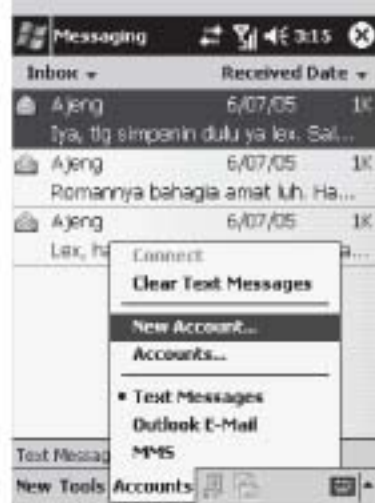 Messaging 3:15
Inbox Received Date
Ajeng 6/07/05 1K
Iya, tlg simpenin dulu ya lex. Sal...
Ajeng 6/07/05 1K
Romannya bahagia amat luh. Ha...
Ajeng 6/07/05 1K
Lex, ha
Connect
Clear Text Messages
New Account...
Accounts...
• Text Messages
Outlook E-Mail
MMS
Text Messag
New Tools Accounts